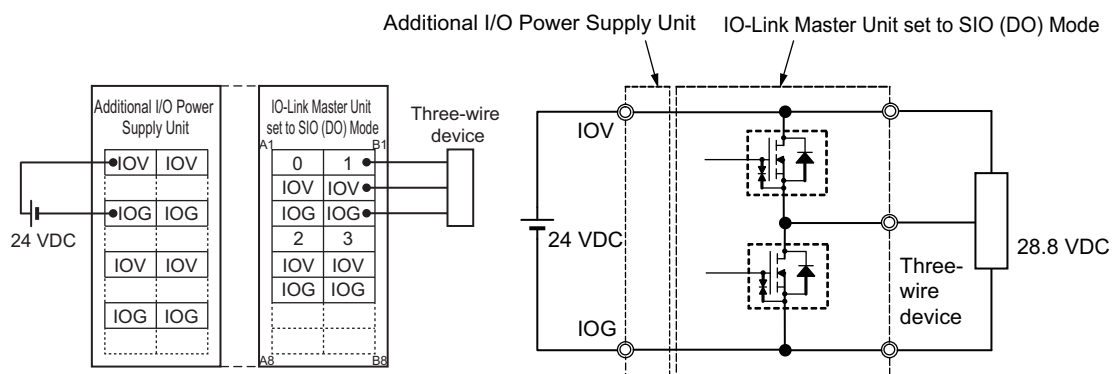 Additional I/O Power Supply Unit
IO-Link Master Unit set to SIO (DO) Mode
Additional I/O Power
Supply Unit
IOV IOV
IOG IOG
IOV IOV
IOG IOG
24 VDC
IO-Link Master Unit
set to SIO (DO) Mode
A1 B1
0 1
IOV IOV
IOG IOG
2 3
IOV IOV
IOG IOG
A8 B8
Three-wire
device
IOV
24 VDC
IOG
Three-
wire
device
28.8 VDC